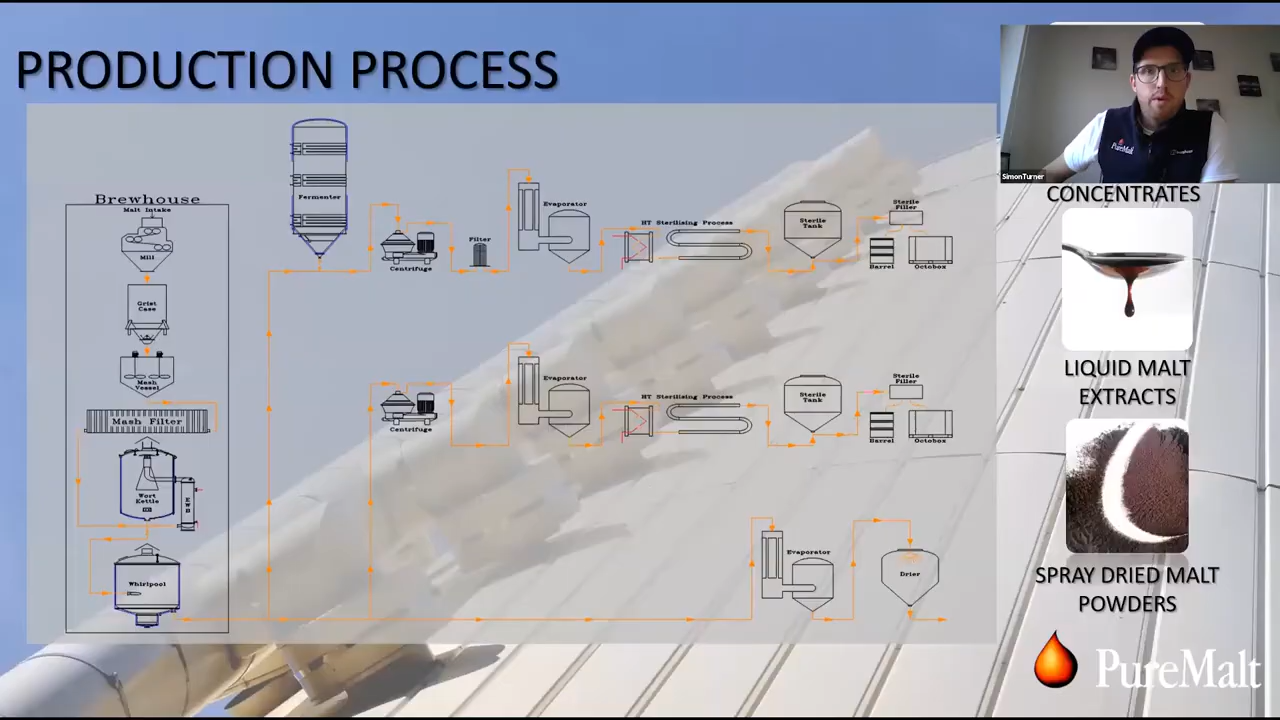 PRODUCTION PROCESS
PureMalt
SimonTurner
CONCENTRATES
LIQUID MALT
EXTRACTS
SPRAY DRIED MALT
POWDERS
PureMalt
Brewhouse
Malt Intake
Mill
Grist
Case
Mash
Vessel
Mash Filter
Wort
Kettle
EWB
Whirlpool
Fermenter
Centrifuge
Filter
Evaporator
HT Sterilising Process
Sterile
Tank
Sterile
Filler
Barrel
Octobox
Centrifuge
Evaporator
HT Sterilising Process
Sterile
Tank
Sterile
Filler
Barrel
Octobox
Evaporator
Drier